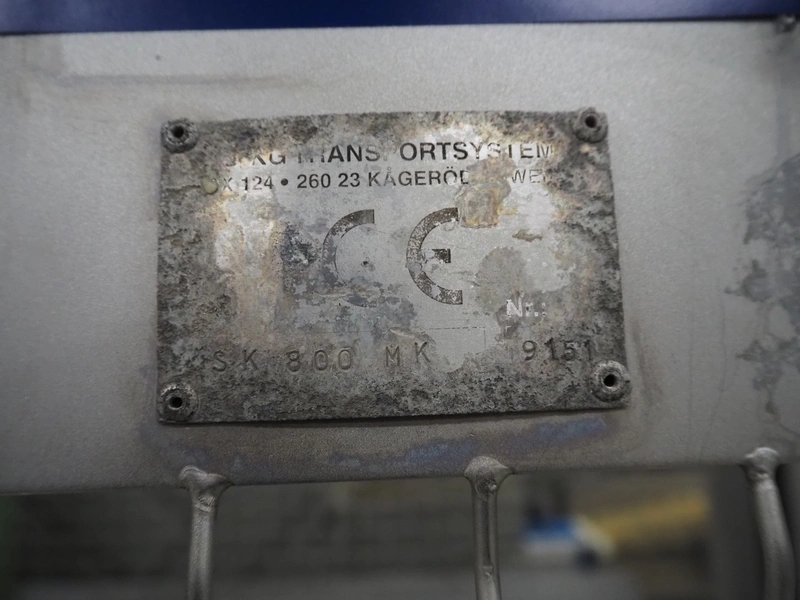 TRANSPORTSYSTEM
124 • 260 23 KÅGERÖD
CE
Nr.:
SK 800 MK 9151